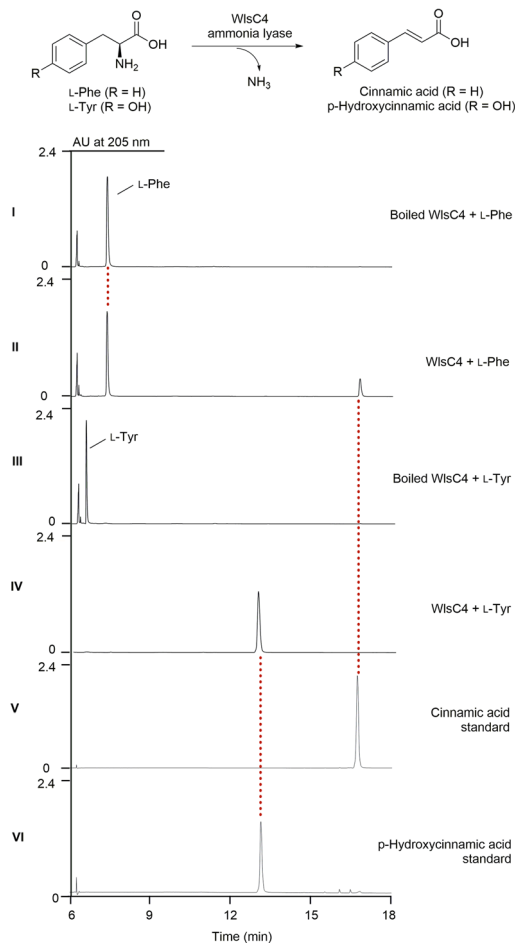 WlsC4
ammonia lyase
OH
O
NH₂
R
NH₃
O
OH
R
L-Phe (R = H)
L-Tyr (R = OH)
Cinnamic acid (R = H)
p-Hydroxycinnamic acid (R = OH)
AU at 205 nm
2.4
L-Phe
I
Boiled WlsC4 + L-Phe
0
2.4
II
WlsC4 + L-Phe
0
2.4
L-Tyr
III
Boiled WlsC4 + L-Tyr
0
2.4
IV
WlsC4 + L-Tyr
0
2.4
V
Cinnamic acid
standard
0
2.4
VI
p-Hydroxycinnamic acid
standard
0
6 9 12 15 18
Time (min)